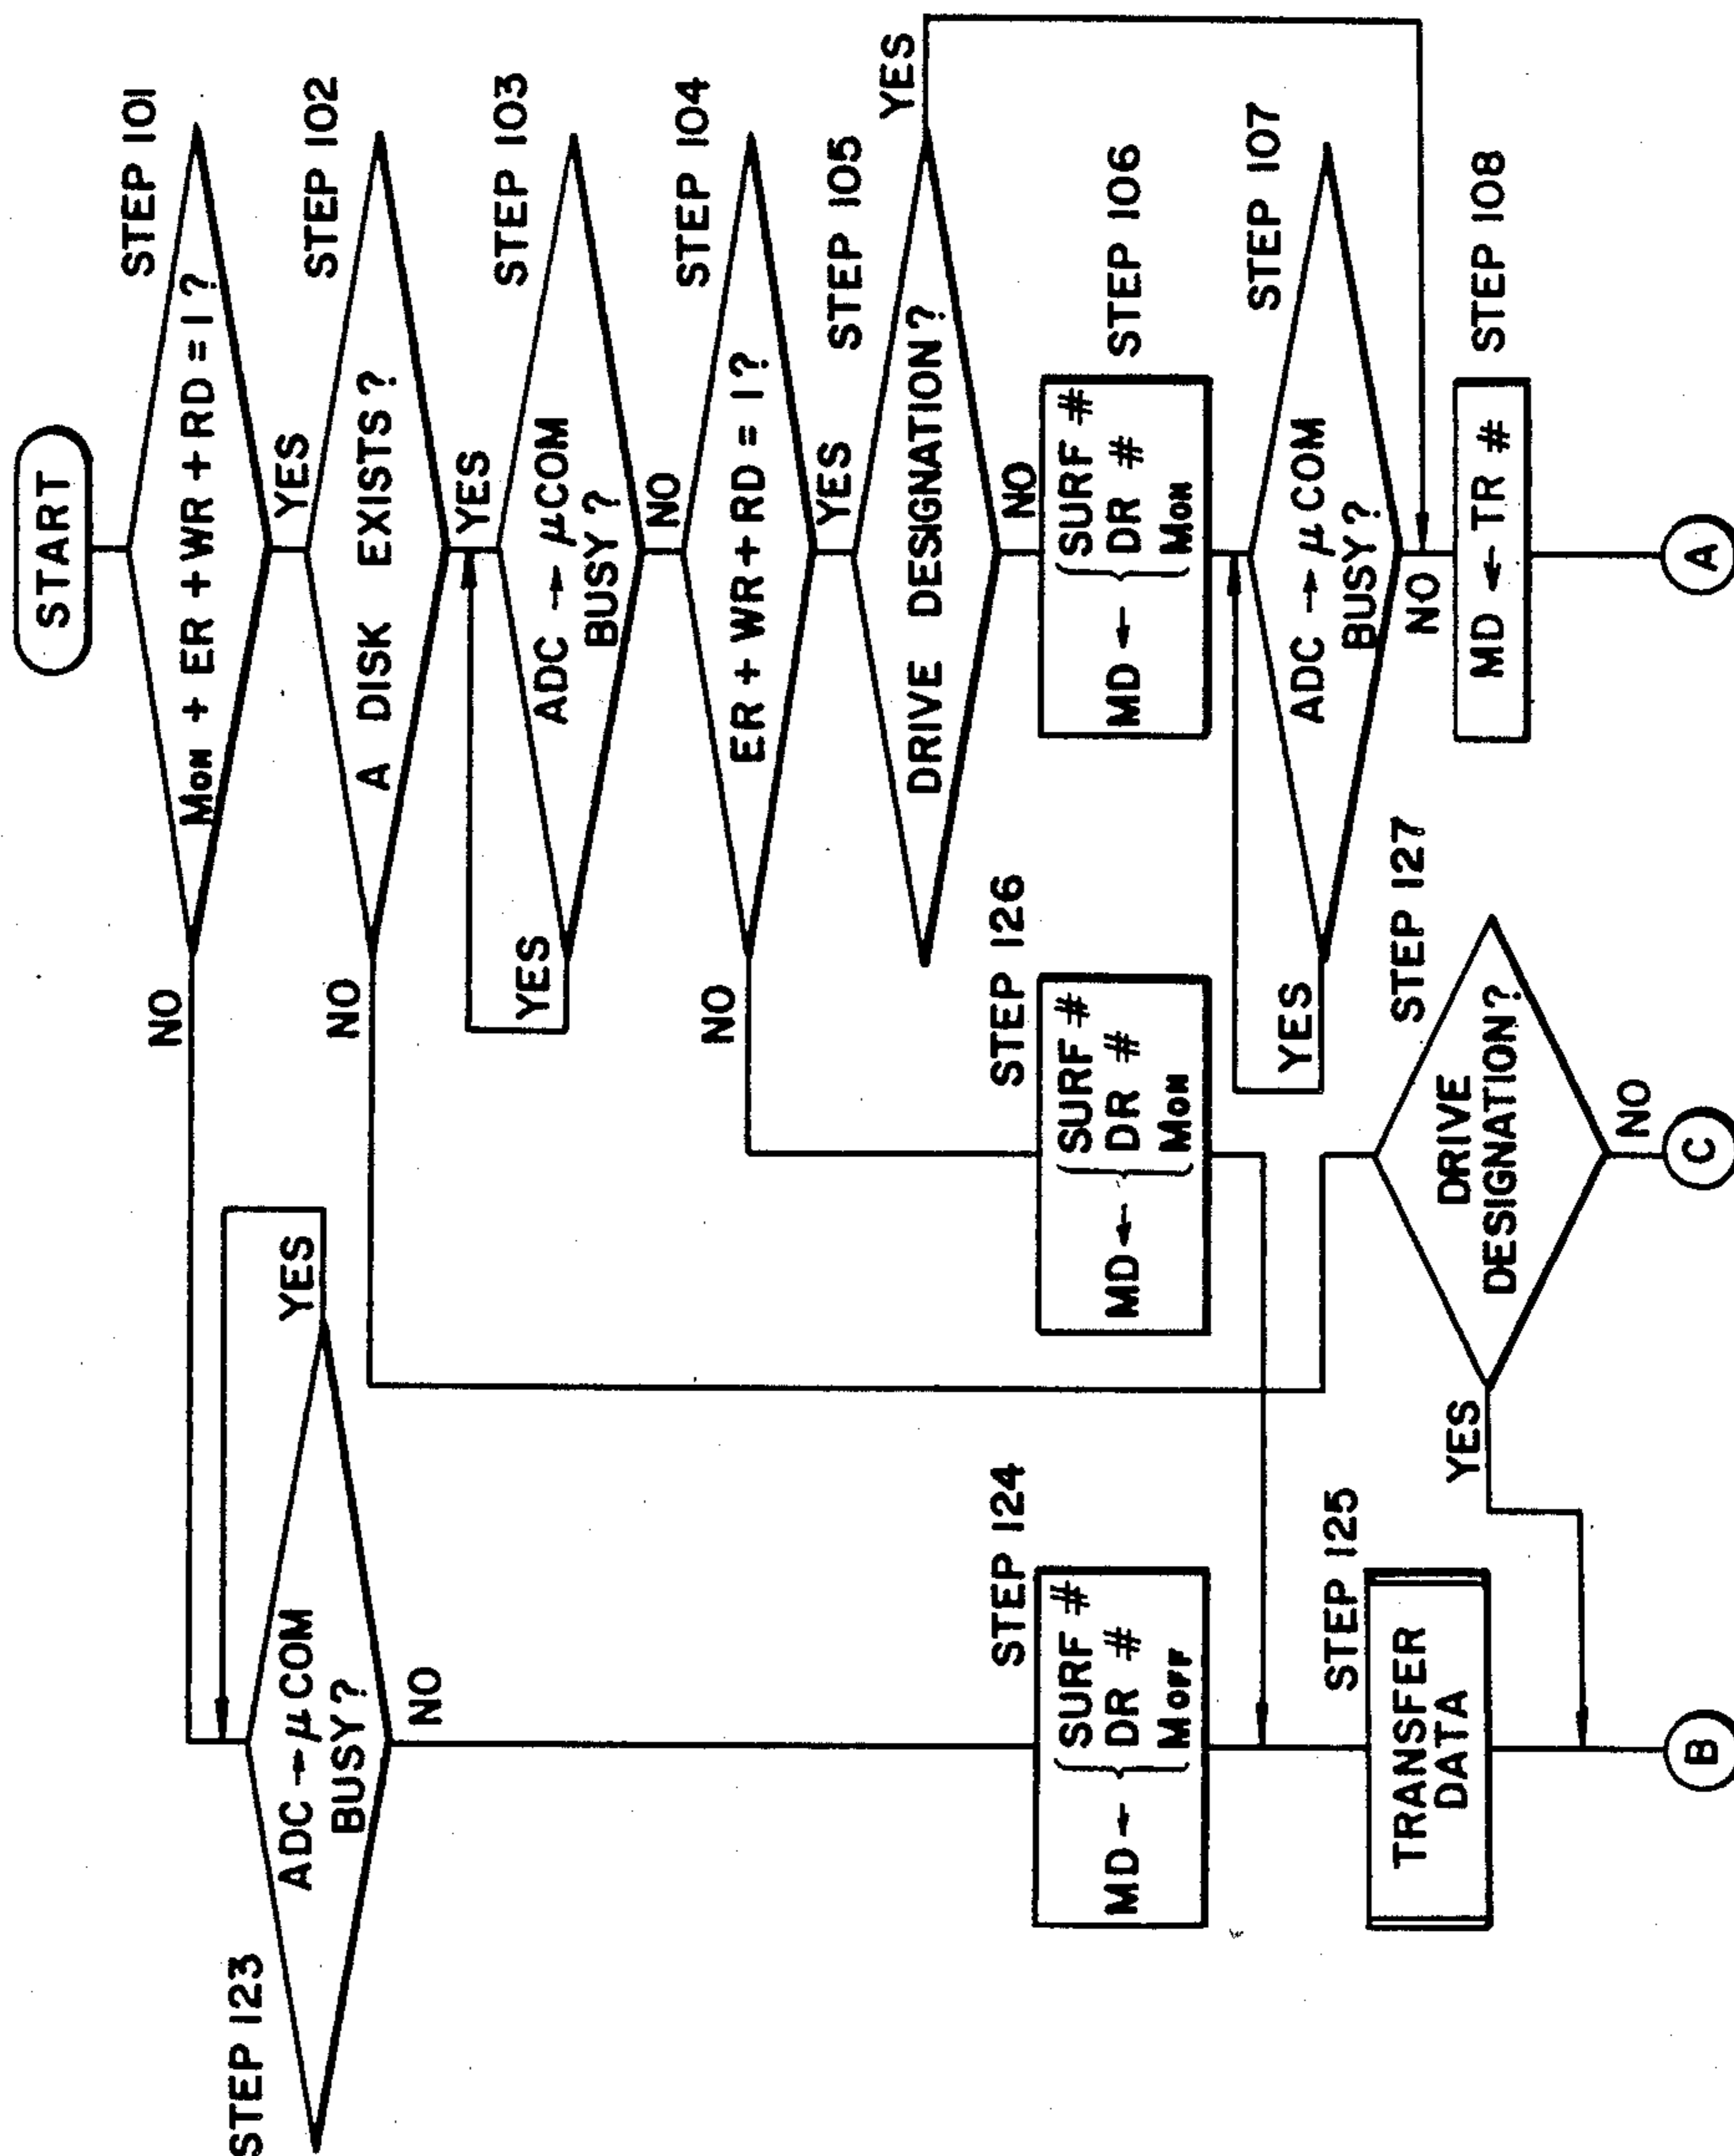 START
STEP 101
MON + ER + WR + RD = 1 ?
NO
YES
STEP 102
A DISK EXISTS ?
NO
YES
STEP 103
ADC → μCOM
BUSY ?
YES
NO
STEP 104
ER + WR + RD = 1 ?
NO
YES
STEP 105
DRIVE DESIGNATION ?
YES
NO
STEP 106
MD ← { SURF #
DR #
MON
STEP 107
ADC → μCOM
BUSY ?
YES
NO
STEP 108
MD ← TR #
A
STEP 123
ADC → μCOM
BUSY ?
YES
NO
STEP 124
MD ← { SURF #
DR #
MOFF
STEP 126
MD ← { SURF #
DR #
MON
STEP 125
TRANSFER
DATA
B
STEP 127
DRIVE
DESIGNATION ?
YES
NO
C